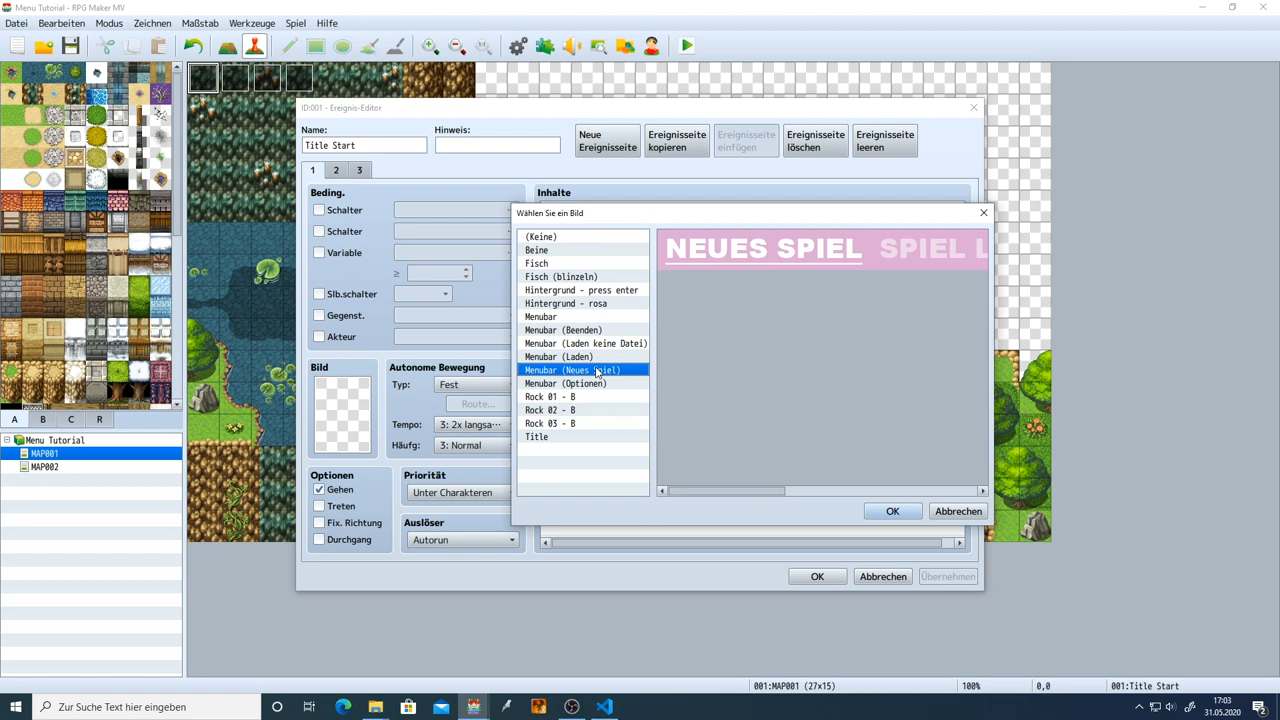 Menu Tutorial - RPG Maker MV
Datei Bearbeiten Modus Zeichnen Maßstab Werkzeuge Spiel Hilfe
1:1
ID:001 - Ereignis-Editor
Name: Hinweis:
Title Start
Neue Ereignisseite
Ereignisseite kopieren
Ereignisseite einfügen
Ereignisseite löschen
Ereignisseite leeren
1 2 3
Beding.
Inhalte
Schalter
Schalter
Variable
≥
Slb.schalter
Gegenst.
Akteur
Bild
Autonome Bewegung
Typ: Fest
Route...
Tempo: 3: 2x langsa...
Häufg: 3: Normal
Optionen
Gehen
Treten
Fix. Richtung
Durchgang
Priorität
Unter Charakteren
Auslöser
Autorun
OK Abbrechen Übernehmen
Wählen Sie ein Bild
(Keine)
Beine
Fisch
Fisch (blinzeln)
Hintergrund - press enter
Hintergrund - rosa
Menubar
Menubar (Beenden)
Menubar (Laden keine Datei)
Menubar (Laden)
Menubar (Neues Spiel)
Menubar (Optionen)
Rock 01 - B
Rock 02 - B
Rock 03 - B
Title
NEUES SPIEL SPIEL L
OK Abbrechen
A B C R
Menu Tutorial
MAP001
MAP002
001:MAP001 (27x15) 100% 0,0 001:Title Start
Zur Suche Text hier eingeben
17:03
31.05.2020
2